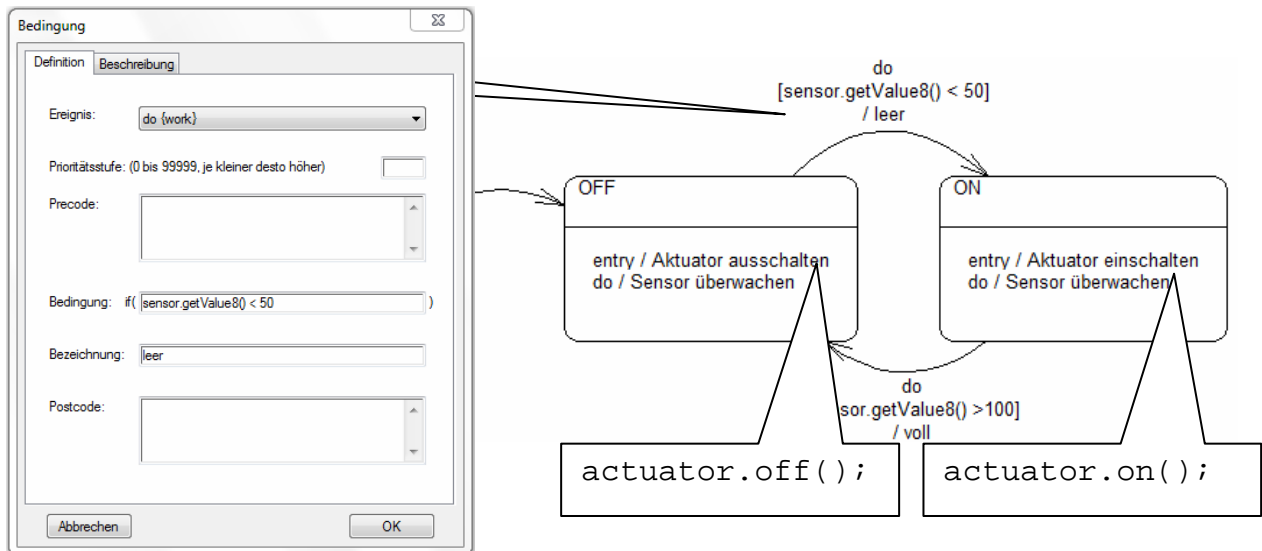 Bedingung
Definition Beschreibung
Ereignis: do {work}
Prioritätsstufe: (0 bis 99999, je kleiner desto höher)
Precode:
Bedingung: if( sensor.getValue8() < 50 )
Bezeichnung: leer
Postcode:
Abbrechen OK
do
[sensor.getValue8() < 50]
/ leer
OFF
entry / Aktuator ausschalten
do / Sensor überwachen
ON
entry / Aktuator einschalten
do / Sensor überwachen
do
sor.getValue8() >100]
/ voll
actuator.off();
actuator.on();